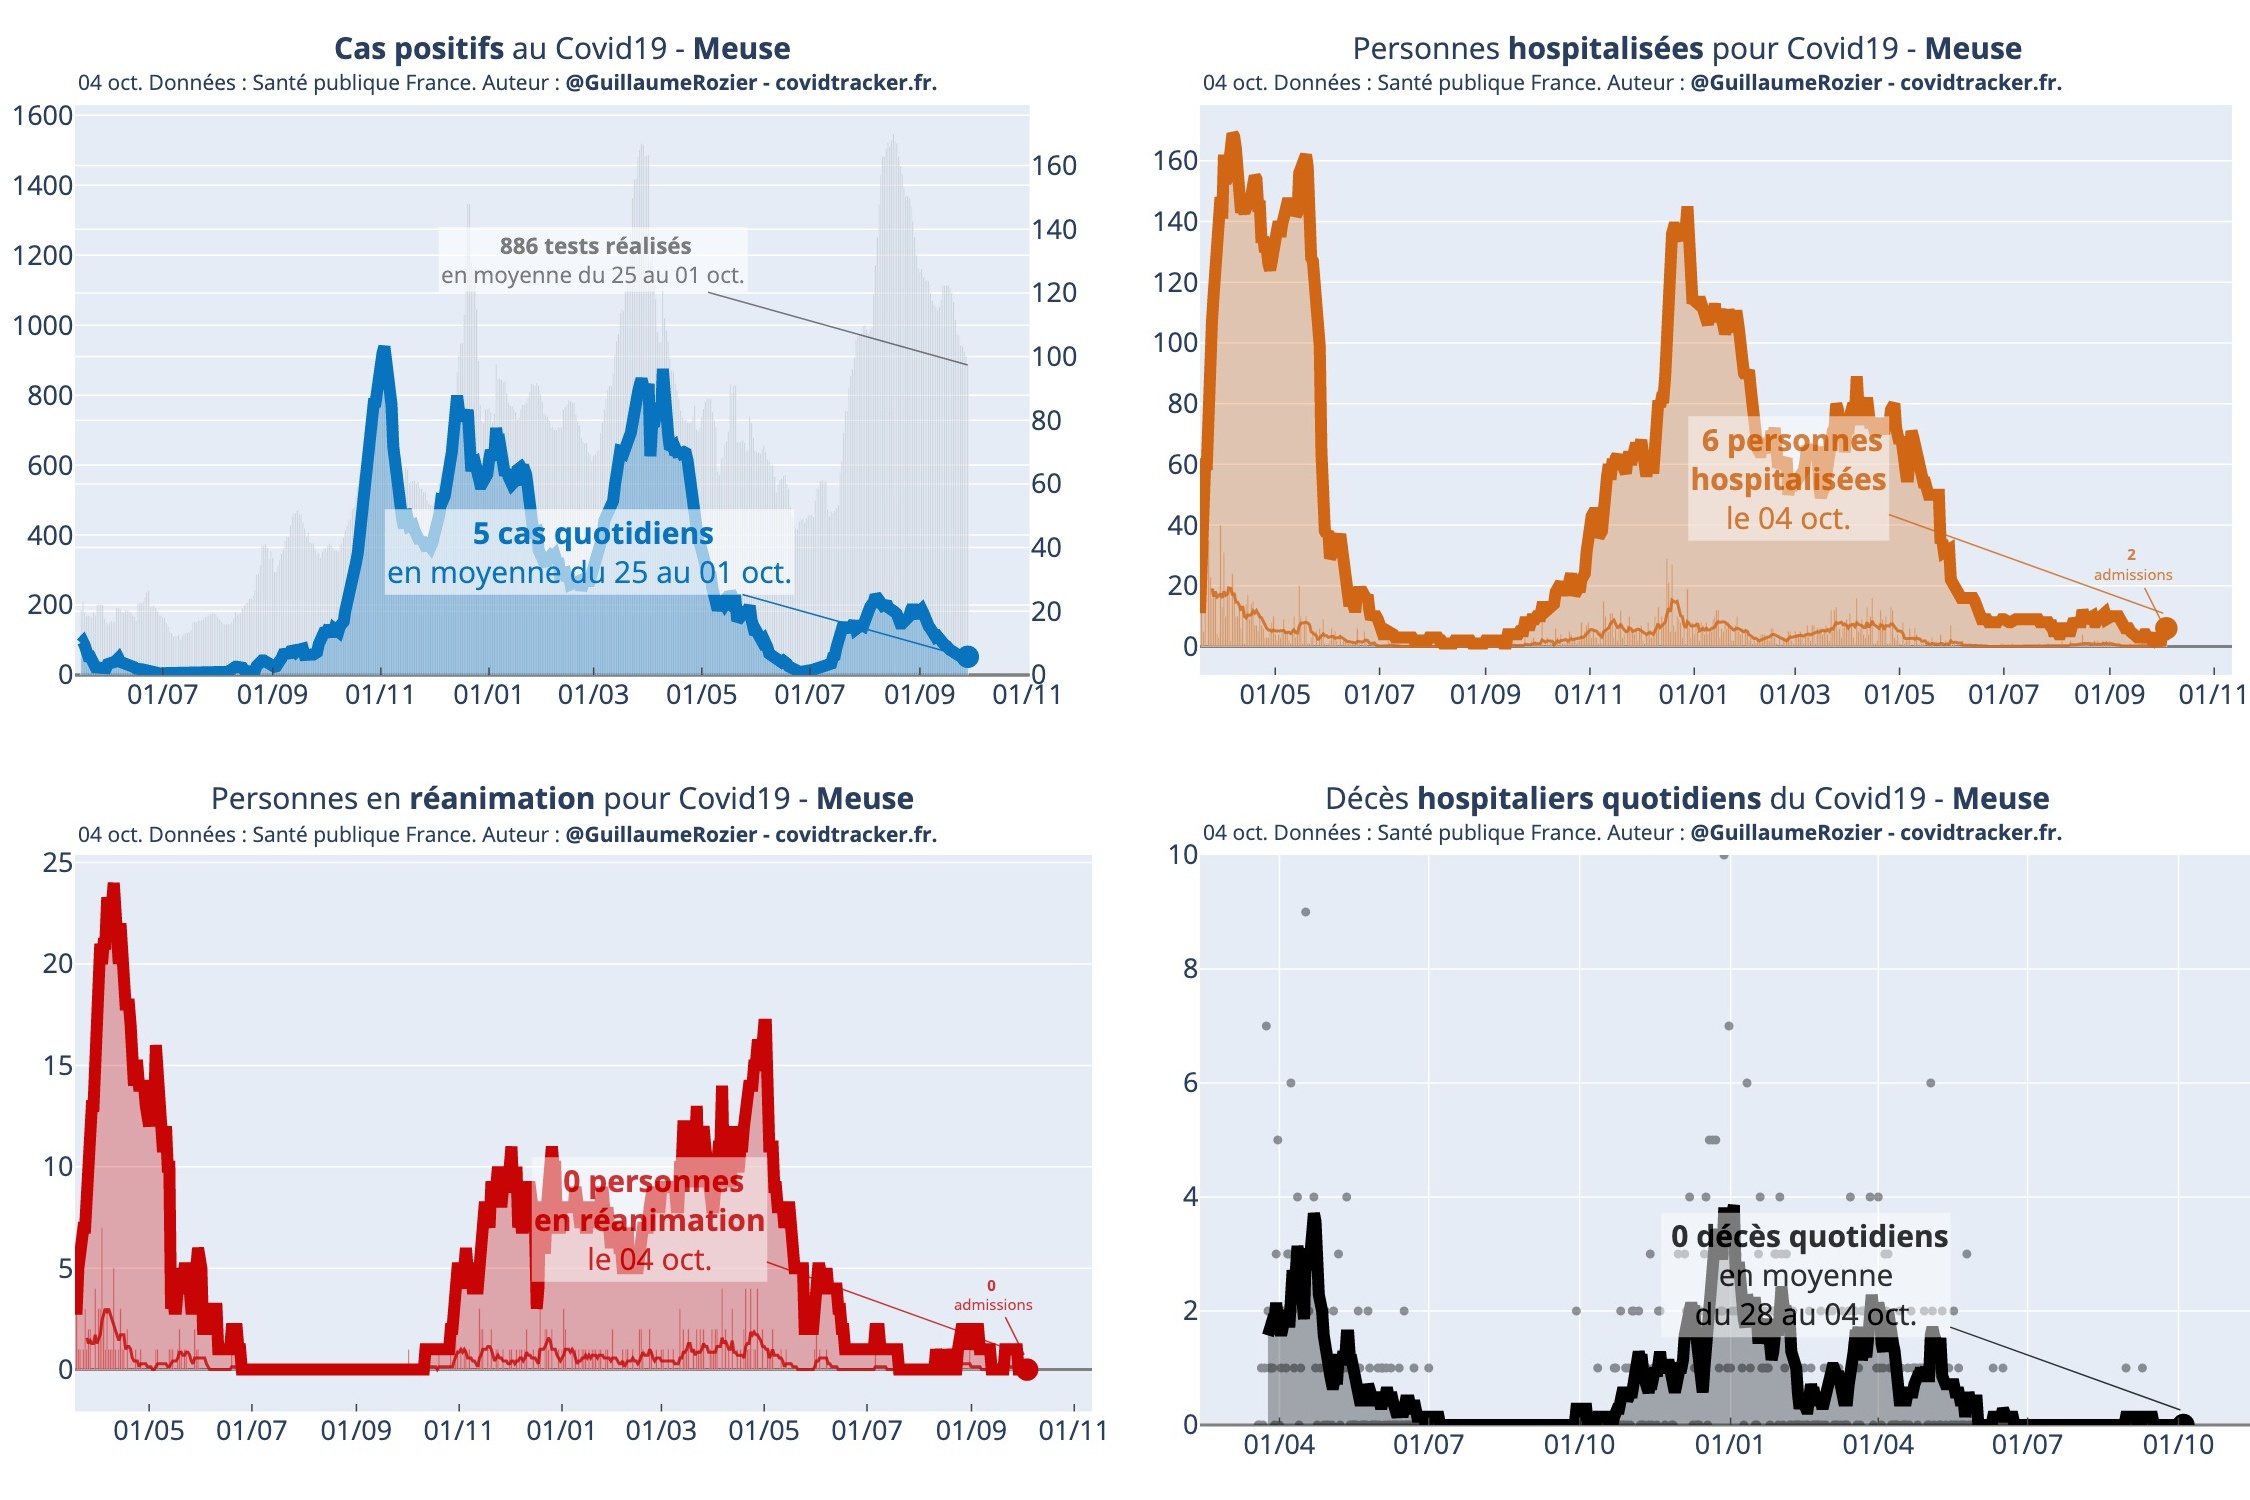 Cas positifs au Covid19 - Meuse
04 oct. Données : Santé publique France. Auteur : @GuillaumeRozier - covidtracker.fr.
1600
1400
1200
1000
800
600
400
200
0
160
140
120
100
80
60
40
20
0
886 tests réalisés
en moyenne du 25 au 01 oct.
5 cas quotidiens
en moyenne du 25 au 01 oct.
01/07 01/09 01/11 01/01 01/03 01/05 01/07 01/09 01/11
Personnes hospitalisées pour Covid19 - Meuse
04 oct. Données : Santé publique France. Auteur : @GuillaumeRozier - covidtracker.fr.
160
140
120
100
80
60
40
20
0
6 personnes
hospitalisées
le 04 oct.
2
admissions
01/05 01/07 01/09 01/11 01/01 01/03 01/05 01/07 01/09 01/11
Personnes en réanimation pour Covid19 - Meuse
04 oct. Données : Santé publique France. Auteur : @GuillaumeRozier - covidtracker.fr.
25
20
15
10
5
0
0 personnes
en réanimation
le 04 oct.
0
admissions
01/05 01/07 01/09 01/11 01/01 01/03 01/05 01/07 01/09 01/11
Décès hospitaliers quotidiens du Covid19 - Meuse
04 oct. Données : Santé publique France. Auteur : @GuillaumeRozier - covidtracker.fr.
10
8
6
4
2
0
0 décès quotidiens
en moyenne
du 28 au 04 oct.
01/04 01/07 01/10 01/01 01/04 01/07 01/10